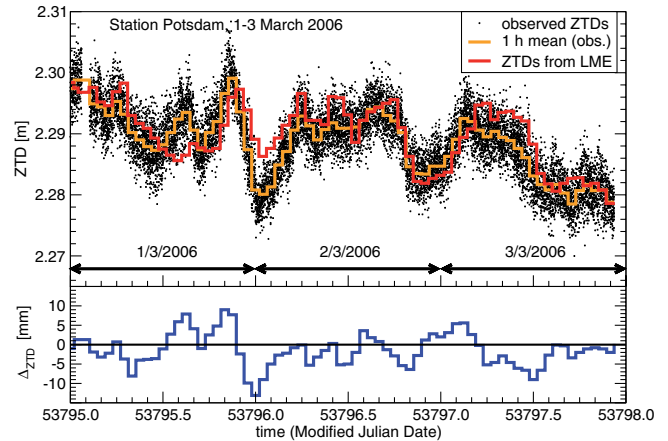 Station Potsdam, 1-3 March 2006
observed ZTDs
1 h mean (obs.)
ZTDs from LME
2.31
2.30
2.29
2.28
2.27
ZTD [m]
1/3/2006
2/3/2006
3/3/2006
10
5
0
-5
-10
ΔZTD [mm]
53795.0
53795.5
53796.0
53796.5
53797.0
53797.5
53798.0
time (Modified Julian Date)